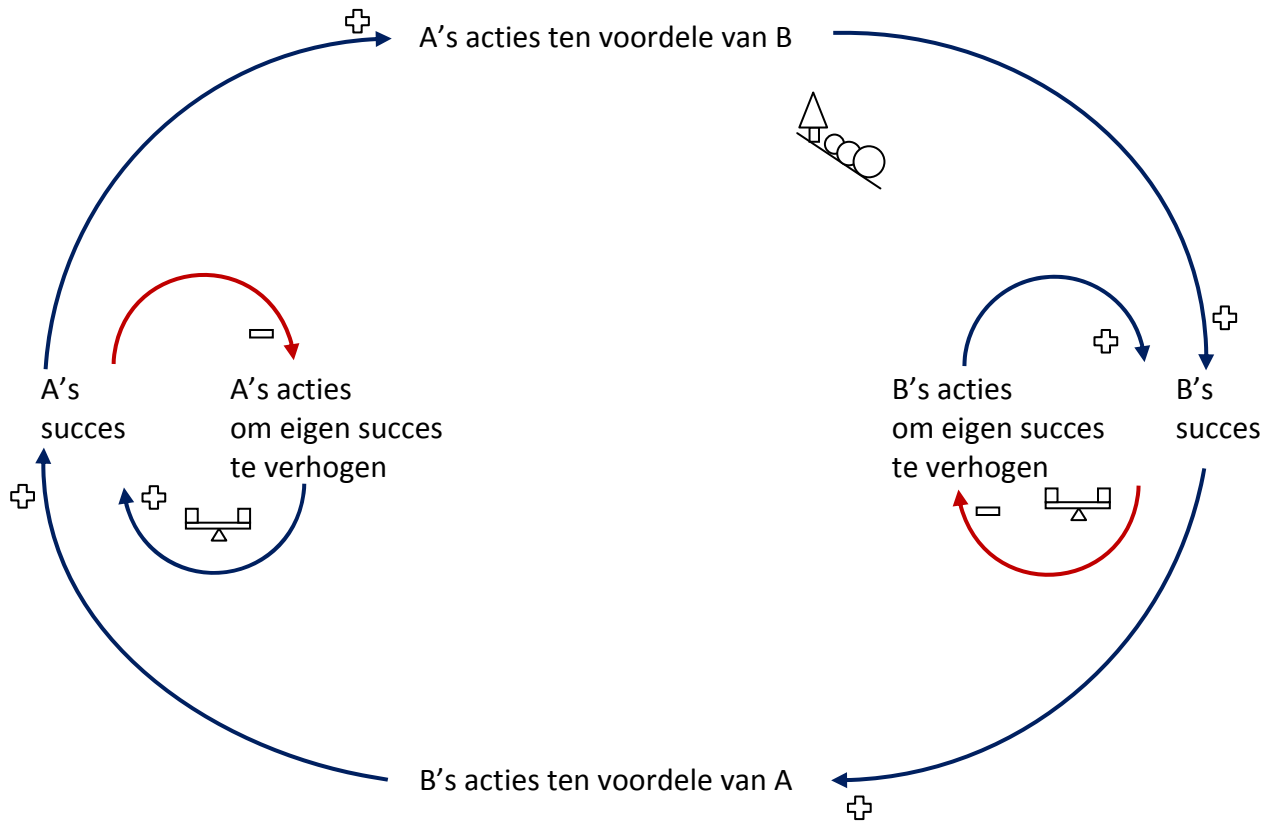 A’s acties ten voordele van B
A’s
succes
A’s acties
om eigen succes
te verhogen
B’s acties
om eigen succes
te verhogen
B’s
succes
B’s acties ten voordele van A